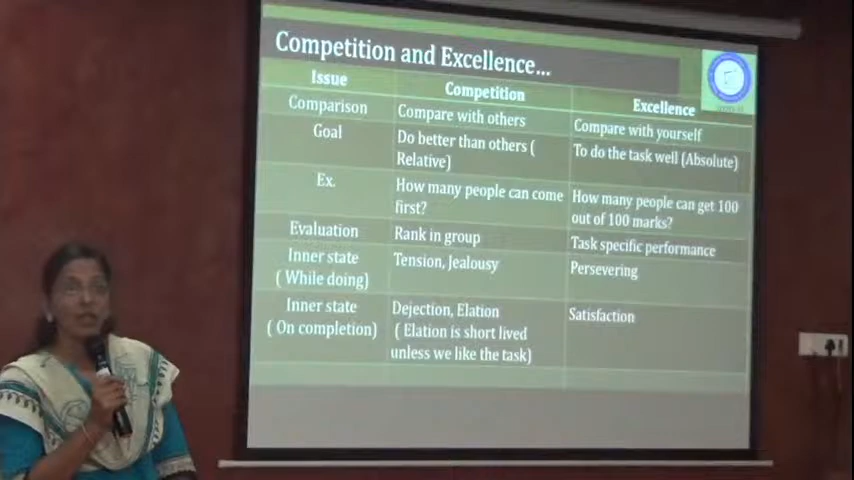 Competition and Excellence...
Issue Competition Excellence
Comparison Compare with others Compare with yourself
Goal Do better than others ( To do the task well (Absolute)
Relative)
Ex. How many people can come How many people can get 100
first? out of 100 marks?
Evaluation Rank in group Task specific performance
Inner state Tension, Jealousy Persevering
( While doing)
Inner state Dejection, Elation Satisfaction
( On completion) ( Elation is short lived
unless we like the task)